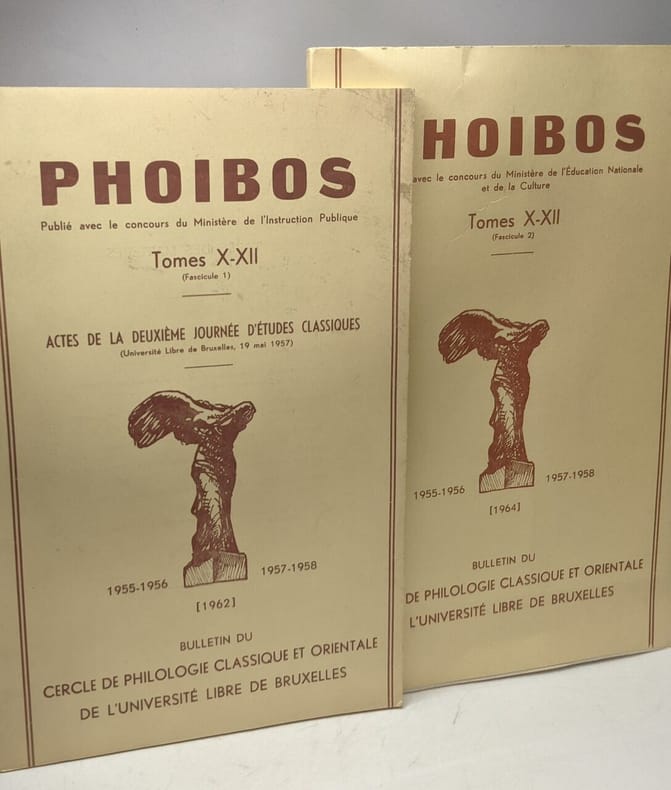 PHOIBOS
Publié avec le concours du Ministère de l'Instruction Publique
Tomes X-XII
(Fascicule 1)
ACTES DE LA DEUXIÈME JOURNÉE D'ÉTUDES CLASSIQUES
(Université Libre de Bruxelles, 19 mai 1957)
1955-1956 1957-1958
[1962]
BULLETIN DU
CERCLE DE PHILOLOGIE CLASSIQUE ET ORIENTALE
DE L'UNIVERSITÉ LIBRE DE BRUXELLES
HOIBOS
avec le concours du Ministère de l'Éducation Nationale
et de la Culture
Tomes X-XII
(Fascicule 2)
1955-1956 1957-1958
[1964]
BULLETIN DU
DE PHILOLOGIE CLASSIQUE ET ORIENTALE
L'UNIVERSITÉ LIBRE DE BRUXELLES